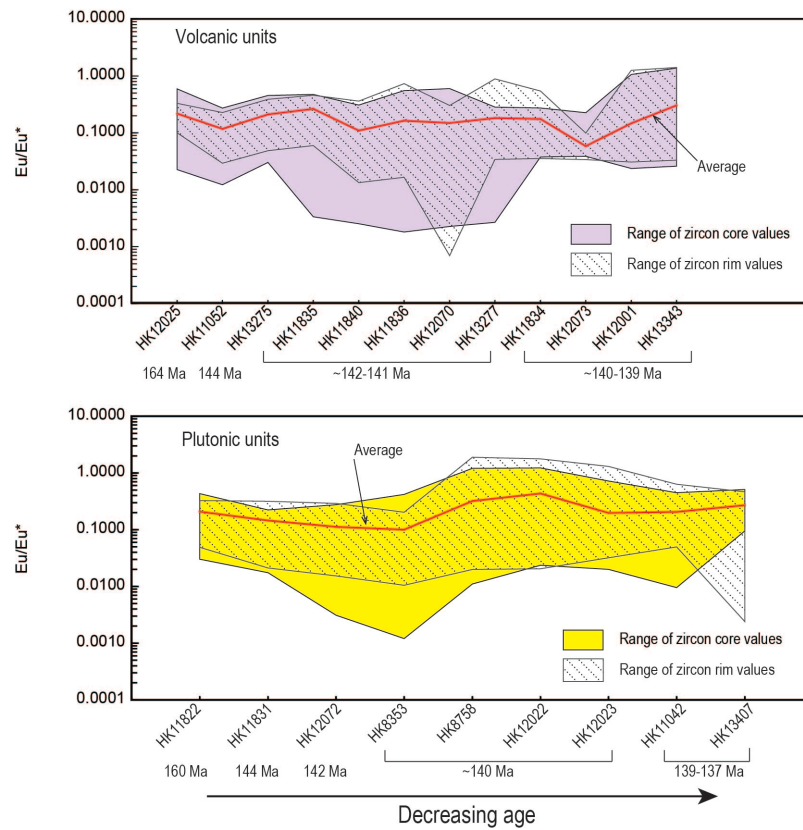 Volcanic units
10.0000
1.0000
0.1000
0.0100
0.0010
0.0001
Eu/Eu*
Average
Range of zircon core values
Range of zircon rim values
HK12025 HK11052 HK13275 HK11835 HK11840 HK11836 HK12070 HK13277 HK11834 HK12073 HK12001 HK13343
164 Ma 144 Ma ~142-141 Ma ~140-139 Ma
Plutonic units
10.0000
1.0000
0.1000
0.0100
0.0010
0.0001
Eu/Eu*
Average
Range of zircon core values
Range of zircon rim values
HK11822 HK11831 HK12072 HK8353 HK8758 HK12022 HK12023 HK11042 HK13407
160 Ma 144 Ma 142 Ma ~140 Ma 139-137 Ma
Decreasing age